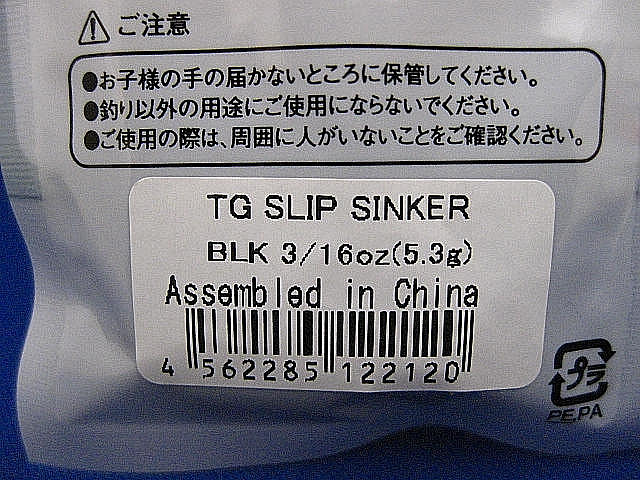 ⚠ ご注意
●お子様の手の届かないところに保管してください。
●釣り以外の用途にご使用にならないでください。
●ご使用の際は、周囲に人がいないことをご確認ください。
TG SLIP SINKER
BLK 3/16oz(5.3g)
Assembled in China
4 562285 122120
プラ
PE,PA